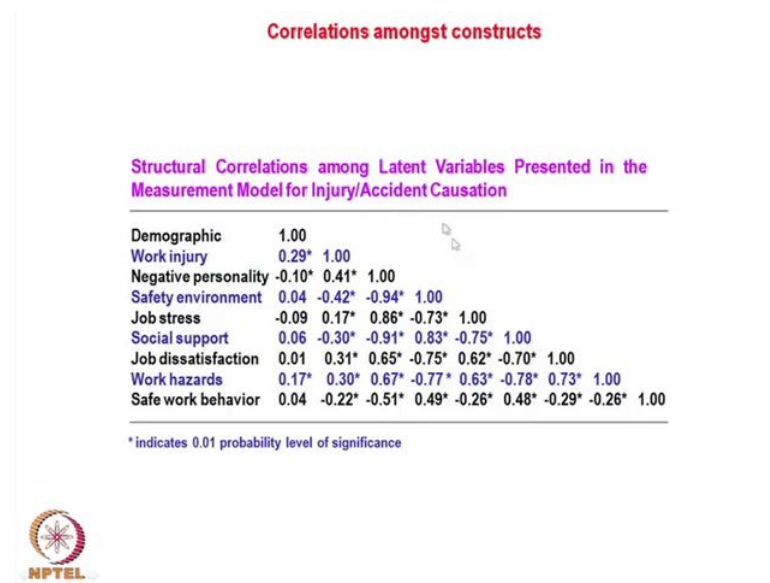 Correlations amongst constructs
Structural Correlations among Latent Variables Presented in the
Measurement Model for Injury/Accident Causation
Demographic 1.00
Work injury 0.29* 1.00
Negative personality -0.10* 0.41* 1.00
Safety environment 0.04 -0.42* -0.94* 1.00
Job stress -0.09 0.17* 0.86* -0.73* 1.00
Social support 0.06 -0.30* -0.91* 0.83* -0.75* 1.00
Job dissatisfaction 0.01 0.31* 0.65* -0.75* 0.62* -0.70* 1.00
Work hazards 0.17* 0.30* 0.67* -0.77* 0.63* -0.78* 0.73* 1.00
Safe work behavior 0.04 -0.22* -0.51* 0.49* -0.26* 0.48* -0.29* -0.26* 1.00
* indicates 0.01 probability level of significance
NPTEL